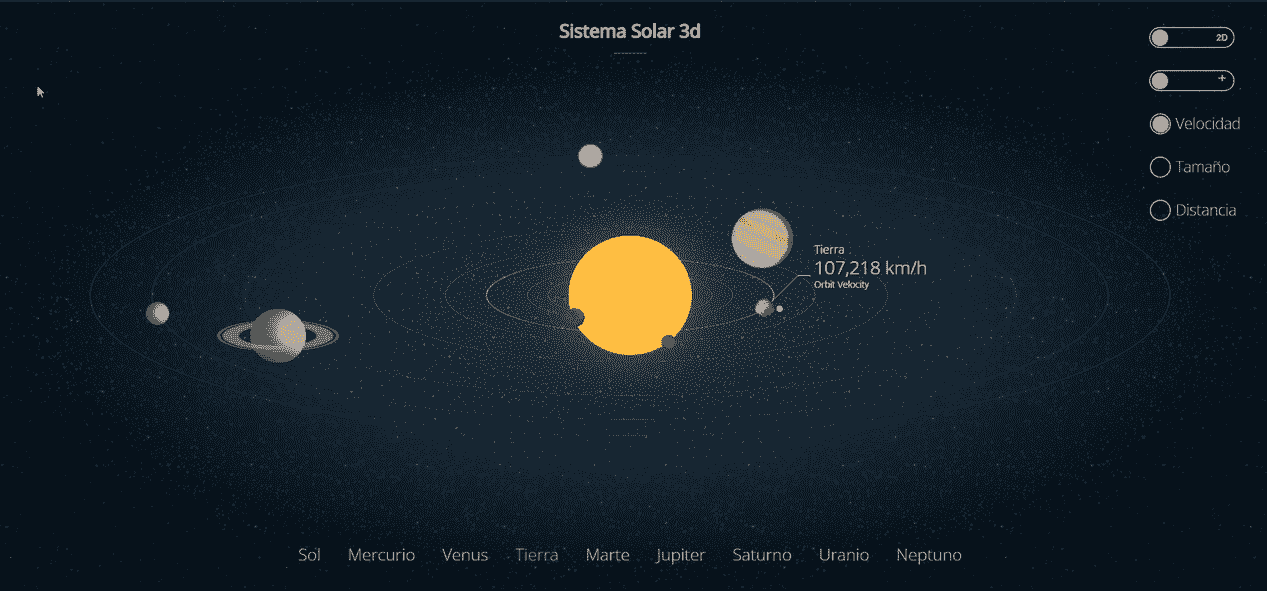 Sistema Solar 3d
2D
+
Velocidad
Tamaño
Distancia
Tierra
107,218 km/h
Orbit Velocity
Sol Mercurio Venus Tierra Marte Jupiter Saturno Uranio Neptuno